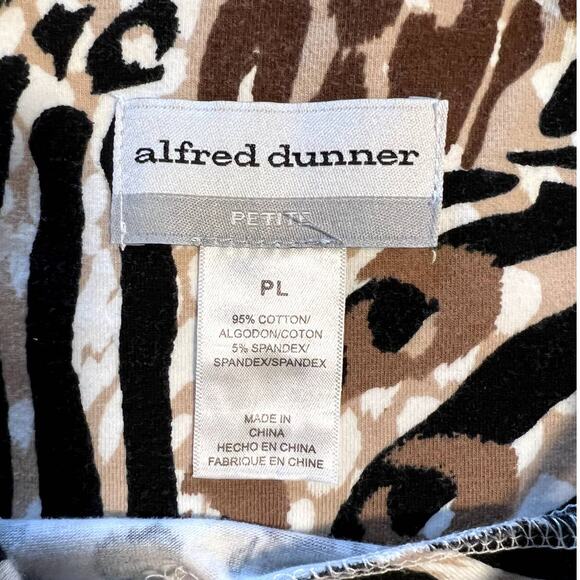 alfred dunner
PETITE
PL
95% COTTON/
ALGODON/COTON
5% SPANDEX/
SPANDEX/SPANDEX
MADE IN
CHINA
HECHO EN CHINA
FABRIQUE EN CHINE